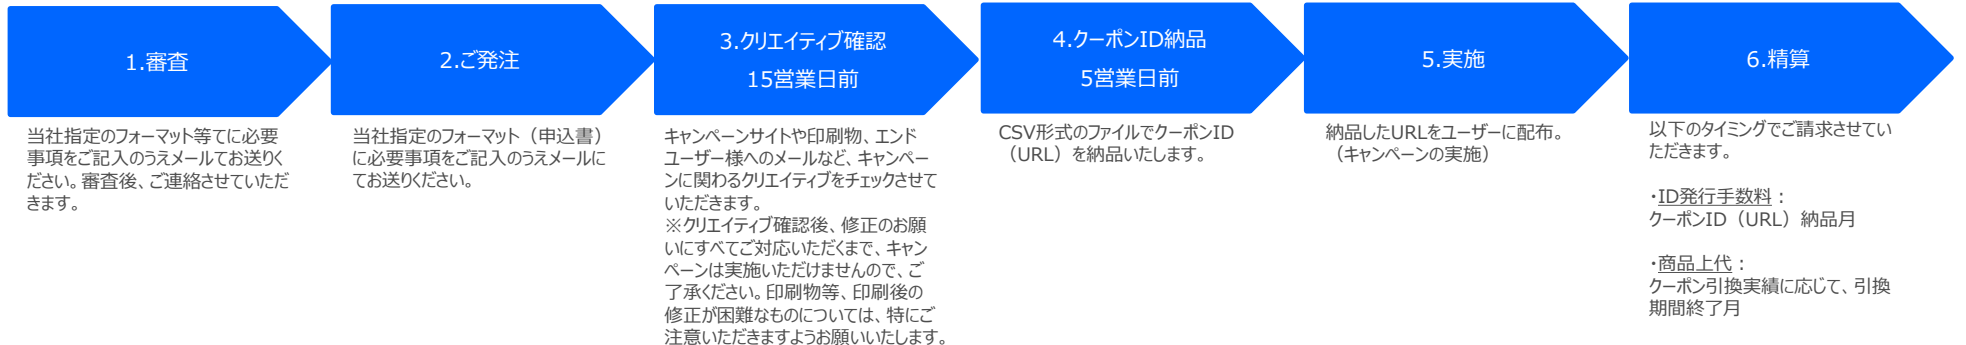 1.審査
当社指定のフォーマット等てに必要
事項をご記入のうえメールてお送りく
ださい。審査後、ご連絡させていただ
きます。
2.ご発注
当社指定のフォーマット（申込書）
に必要事項をご記入のうえメールに
てお送りください。
3.クリエイティブ確認
15営業日前
キャンペーンサイトや印刷物、エンド
ユーザー様へのメールなど、キャンペー
ンに関わるクリエイティブをチェックさせて
いただきます。
※クリエイティブ確認後、修正のお願
いにすべてご対応いただくまで、キャン
ペーンは実施いただけませんので、ご
了承ください。印刷物等、印刷後の
修正が困難なものについては、特にご
注意いただきますようお願いいたします。
4.クーポンID納品
5営業日前
CSV形式のファイルでクーポンID
（URL）を納品いたします。
5.実施
納品したURLをユーザーに配布。
（キャンペーンの実施）
6.精算
以下のタイミングでご請求させてい
ただきます。
・ID発行手数料：
クーポンID（URL）納品月
・商品上代：
クーポン引換実績に応じて、引換
期間終了月